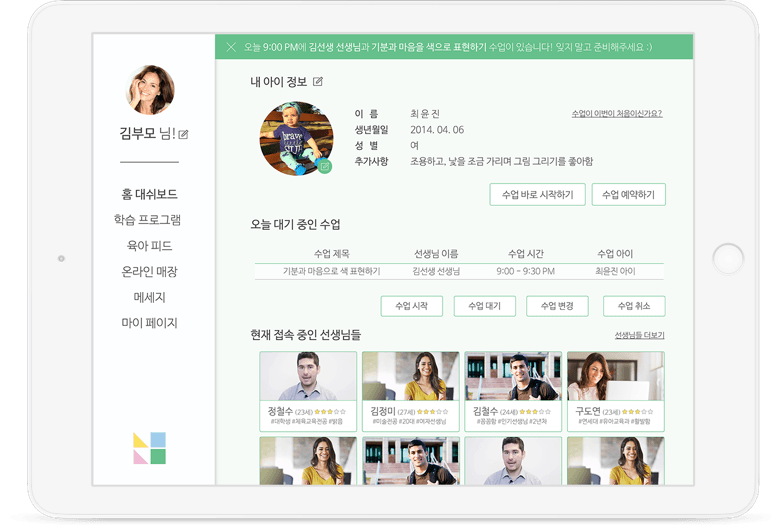 오늘 9:00 PM에 김선생 선생님과 기분과 마음을 색으로 표현하기 수업이 있습니다! 잊지 말고 준비해주세요 :)
김부모 님!
홈 대쉬보드
학습 프로그램
육아 피드
온라인 매장
메세지
마이 페이지
내 아이 정보
이 름 최 윤 진
수업이 이번이 처음이신가요?
생년월일 2014. 04. 06
성 별 여
추가사항 조용하고, 낯을 조금 가리며 그림 그리기를 좋아함
수업 바로 시작하기 수업 예약하기
오늘 대기 중인 수업
수업 제목 선생님 이름 수업 시간 수업 아이
기분과 마음으로 색 표현하기 김선생 선생님 9:00 ~ 9:30 PM 최윤진 아이
수업 시작 수업 대기 수업 변경 수업 취소
현재 접속 중인 선생님들 선생님들 더보기
정철수 (23세) 김정미 (27세) 김철수 (24세) 구도연 (23세)
#대학생 #체육교육전공 #밝음 #미술전공 #20대 #여자선생님 #꼼꼼함 #인기선생님 #2년차 #연세대 #유아교육과 #활발함
brave